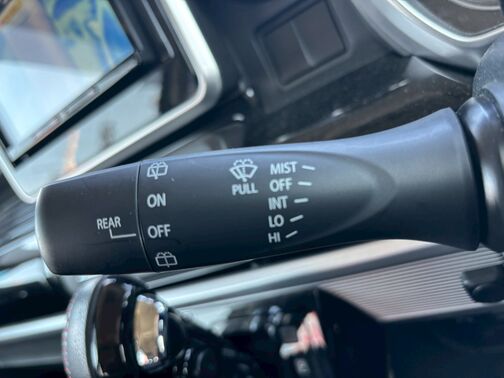 REAR
ON
OFF
PULL
MIST
OFF
INT
LO
HI